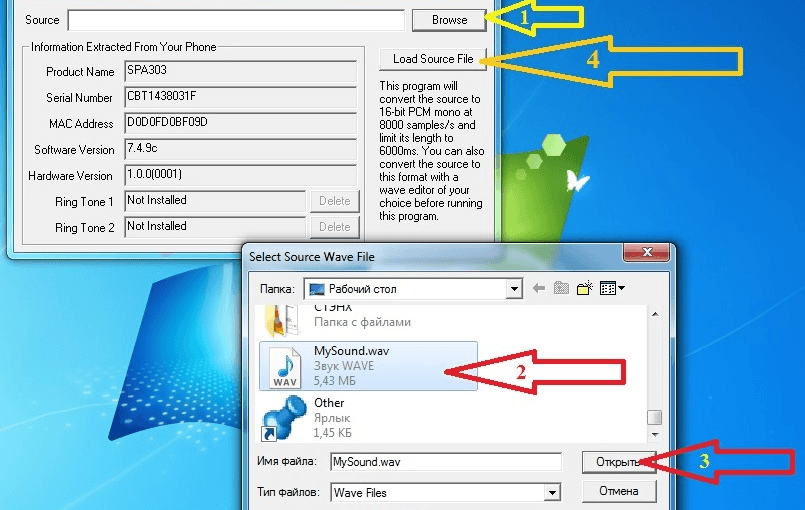 Source
Browse
1
Information Extracted From Your Phone
Load Source File
4
Product Name SPA303
Serial Number CBT1438031F
MAC Address D0D0FD0BF09D
Software Version 7.4.9c
Hardware Version 1.0.0(0001)
Ring Tone 1 Not Installed Delete
Ring Tone 2 Not Installed Delete
This program will
convert the source to
16-bit PCM mono at
8000 samples/s and
limit its length to
6000ms. You can also
convert the source to
this format with a
wave editor of your
choice before running
this program.
Select Source Wave File
Папка: Рабочий стол
СТЭНХ
Папка с файлами
MySound.wav
Звук WAVE
5,43 МБ
WAV
2
Other
Ярлык
1,45 КБ
Имя файла: MySound.wav Открыть
3
Тип файлов: Wave Files Отмена